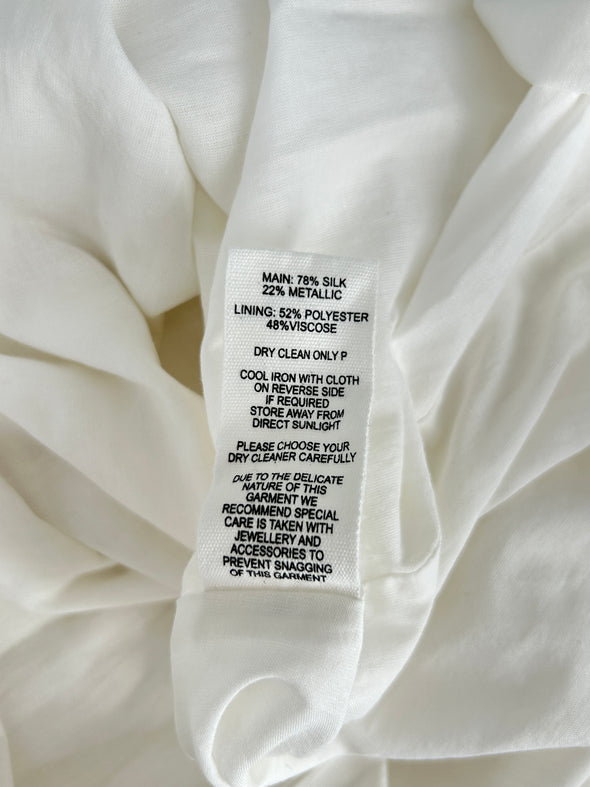 MAIN: 78% SILK
22% METALLIC
LINING: 52% POLYESTER
48%VISCOSE
DRY CLEAN ONLY P
COOL IRON WITH CLOTH
ON REVERSE SIDE
IF REQUIRED
STORE AWAY FROM
DIRECT SUNLIGHT
PLEASE CHOOSE YOUR
DRY CLEANER CAREFULLY
DUE TO THE DELICATE
NATURE OF THIS
GARMENT WE
RECOMMEND SPECIAL
CARE IS TAKEN WITH
JEWELLERY AND
ACCESSORIES TO
PREVENT SNAGGING
OF THIS GARMENT